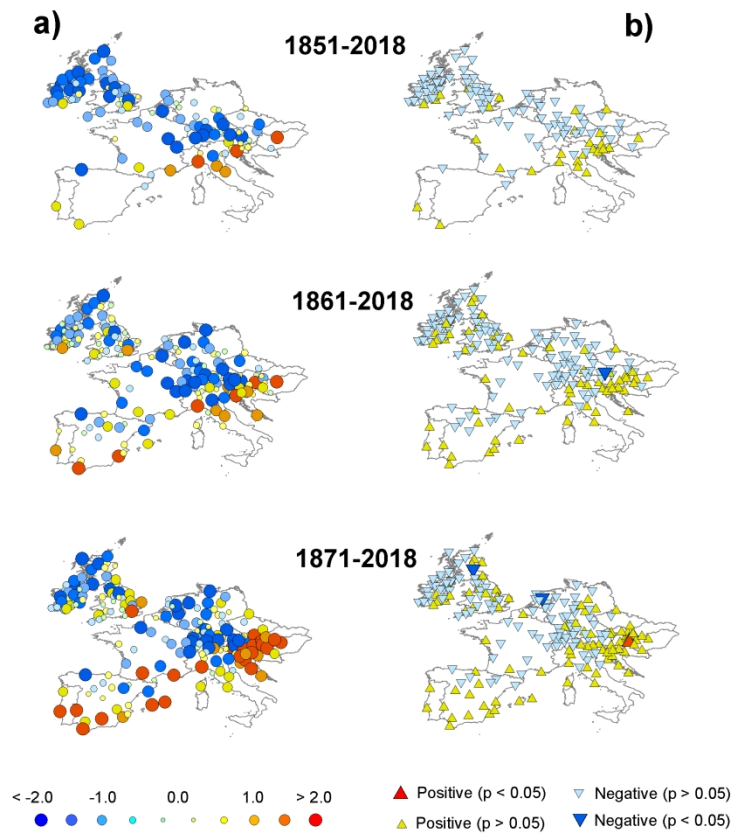 a) 1851-2018 b)
1861-2018
1871-2018
< -2.0 -1.0 0.0 1.0 > 2.0
Positive (p < 0.05) Negative (p > 0.05)
Positive (p > 0.05) Negative (p < 0.05)